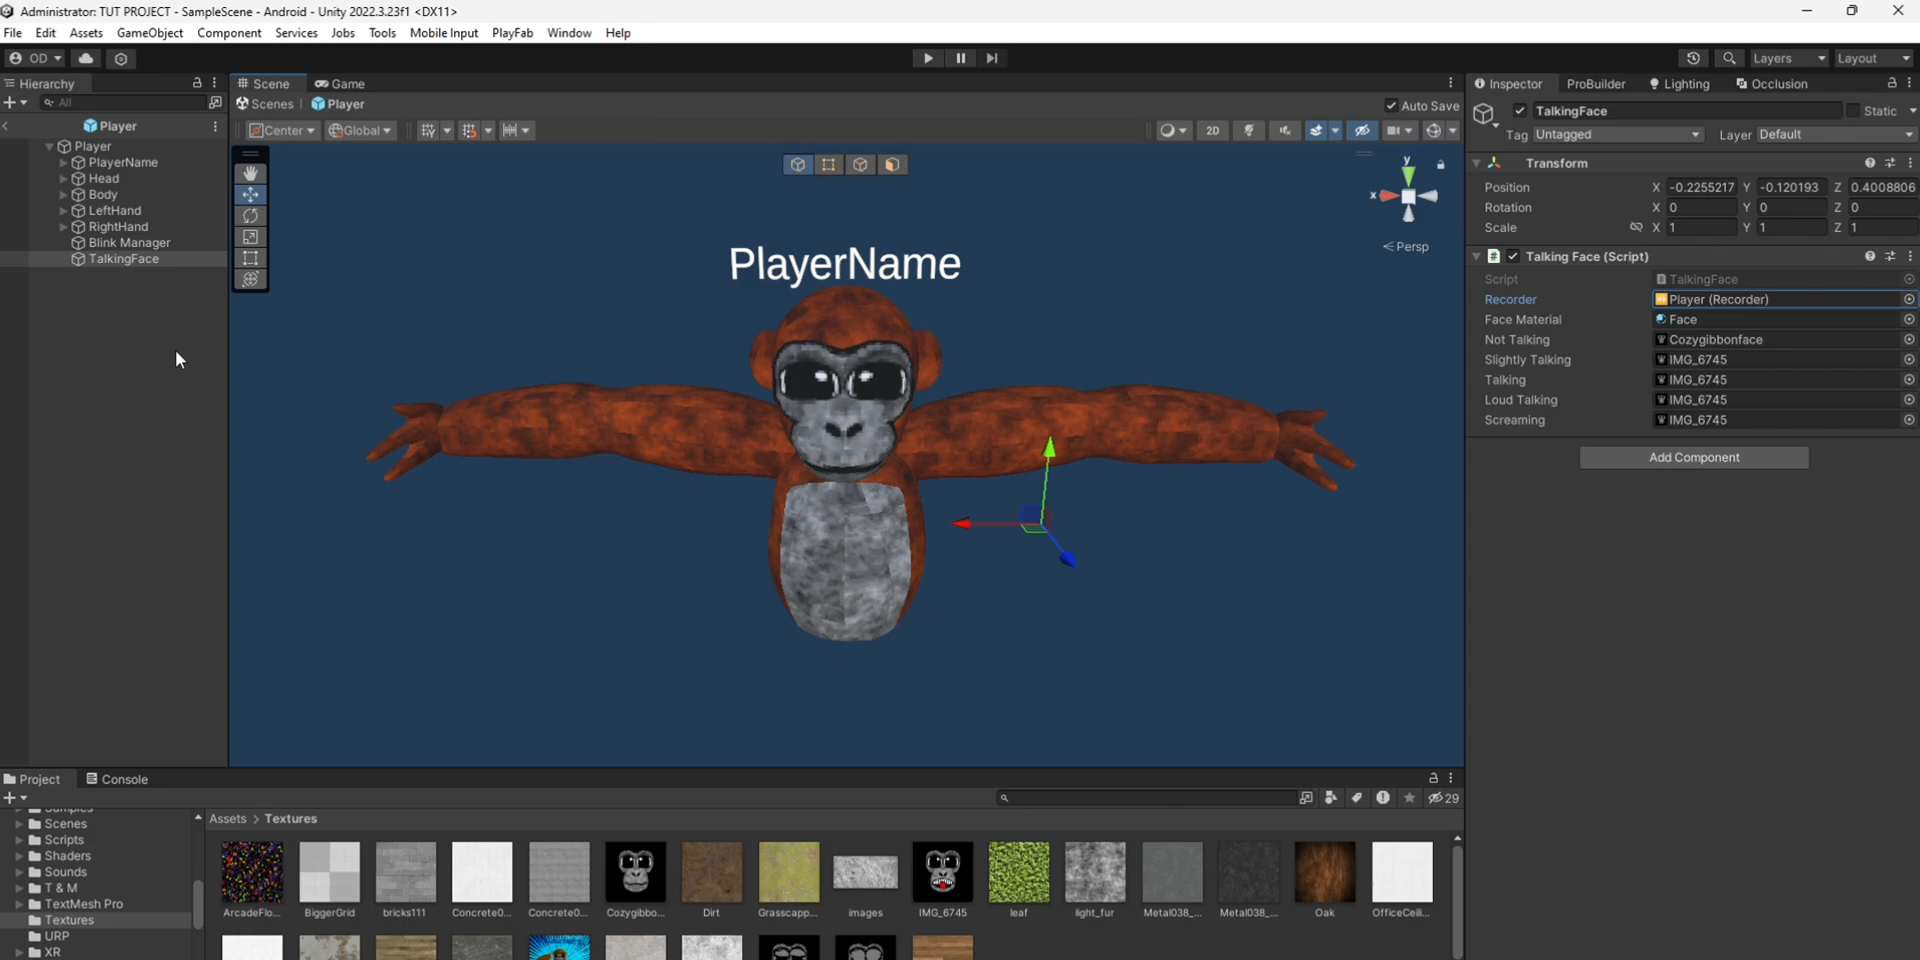 Administrator: TUT PROJECT - SampleScene - Android - Unity 2022.3.23f1 <DX11>
File Edit Assets GameObject Component Services Jobs Tools Mobile Input PlayFab Window Help
OD Layers Layout
Hierarchy
All
Player
Player
PlayerName
Head
Body
LeftHand
RightHand
Blink Manager
TalkingFace
Scene Game
Scenes Player Auto Save
Center Global 2D
y
x
Persp
PlayerName
Inspector ProBuilder Lighting Occlusion
TalkingFace Static
Tag Untagged Layer Default
Transform
Position X -0.2255217 Y -0.120193 Z 0.4008806
Rotation X 0 Y 0 Z 0
Scale X 1 Y 1 Z 1
Talking Face (Script)
Script TalkingFace
Recorder Player (Recorder)
Face Material Face
Not Talking Cozygibbonface
Slightly Talking IMG_6745
Talking IMG_6745
Loud Talking IMG_6745
Screaming IMG_6745
Add Component
Project Console
29
Samples
Scenes
Scripts
Shaders
Sounds
T & M
TextMesh Pro
Textures
URP
XR
Assets > Textures
ArcadeFlo... BiggerGrid bricks111 Concrete0... Concrete0... Cozygibbo... Dirt Grasscapp... images IMG_6745 leaf light_fur Metal038_... Metal038_... Oak OfficeCeili...